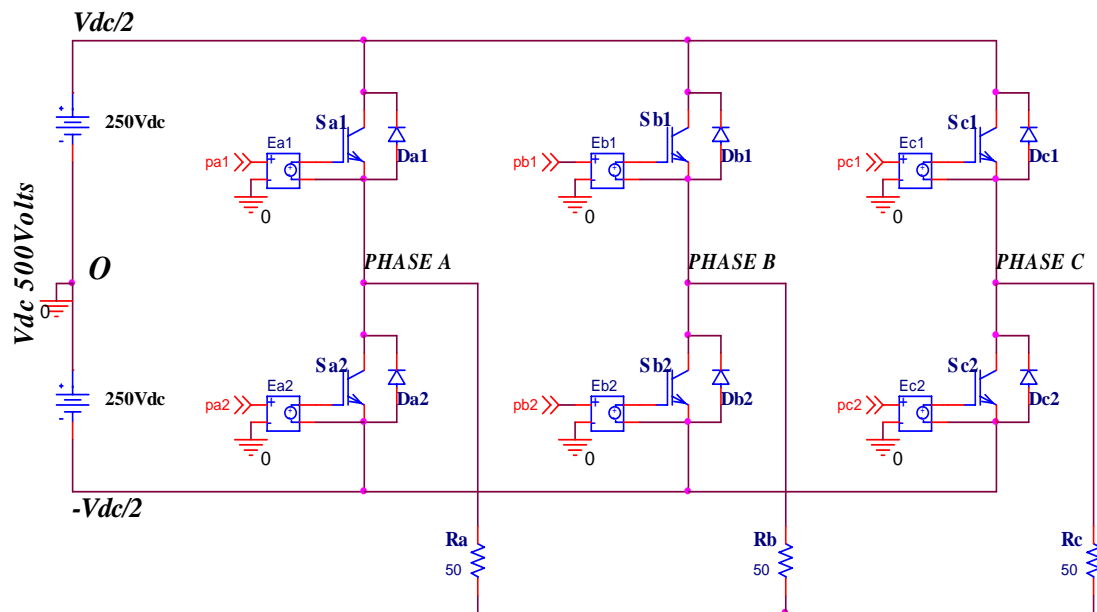 Vdc/2
250Vdc
Sa1
Ea1
pa1
Da1
0
Sb1
Eb1
pb1
Db1
Sc1
Ec1
pc1
Dc1
0
0
Vdc 500Volts
O
0
PHASE A
PHASE B
PHASE C
250Vdc
Sa2
Ea2
pa2
Da2
0
Sb2
Eb2
pb2
Db2
0
Sc2
Ec2
pc2
Dc2
0
-Vdc/2
Ra
50
Rb
50
Rc
50